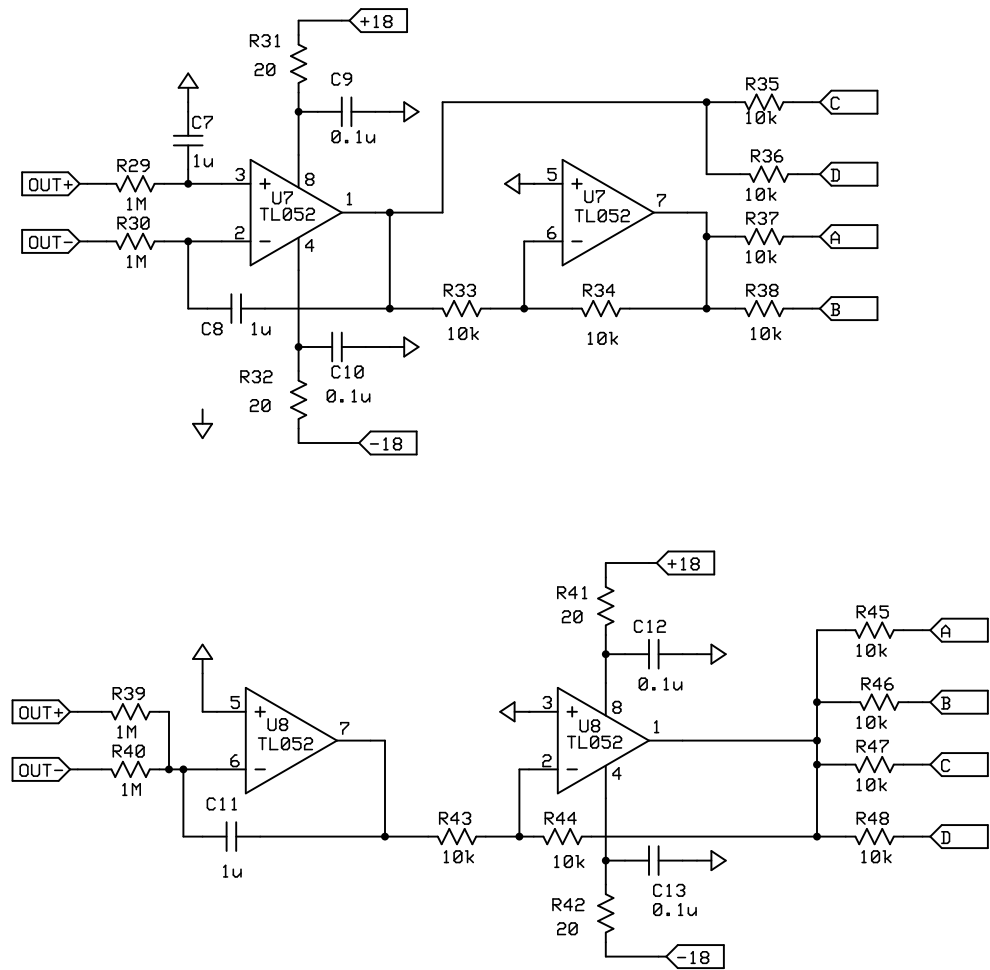 +18
R31
20
C9
0.1u
C7
1u
R35
10k
C
R36
10k
D
OUT+
R29
1M
3
+
8
U7
TL052
1
OUT-
R30
1M
2
-
4
5
+
U7
TL052
7
6
-
R37
10k
A
C8
1u
R33
10k
R34
10k
R38
10k
B
C10
0.1u
R32
20
-18
+18
R41
20
C12
0.1u
R45
10k
A
OUT+
R39
1M
5
+
U8
TL052
7
OUT-
R40
1M
6
-
3
+
8
U8
TL052
1
2
-
4
R46
10k
B
R47
10k
C
C11
1u
R43
10k
R44
10k
R48
10k
D
C13
0.1u
R42
20
-18